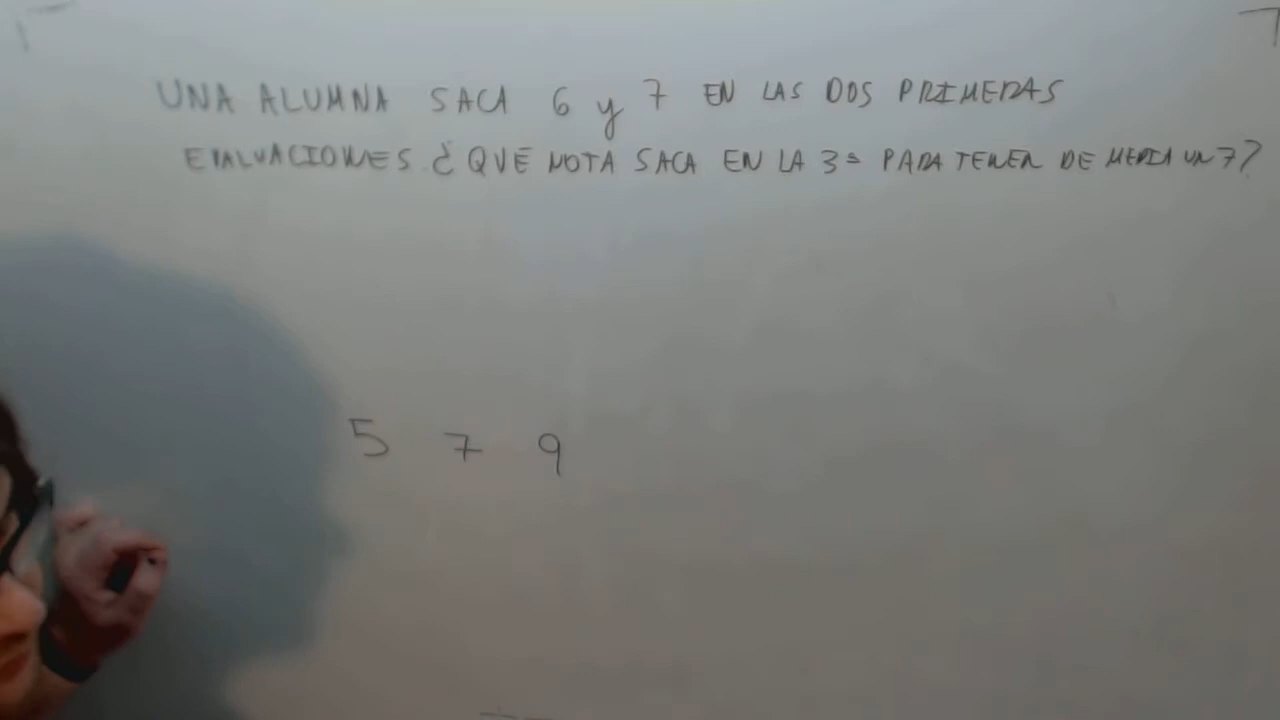 UNA ALUMNA SACA 6 y 7 EN LAS DOS PRIMERAS
EVALUACIONES ¿QUÉ NOTA SACA EN LA 3ª PARA TENER DE MEDIA UN 7?
5 7 9